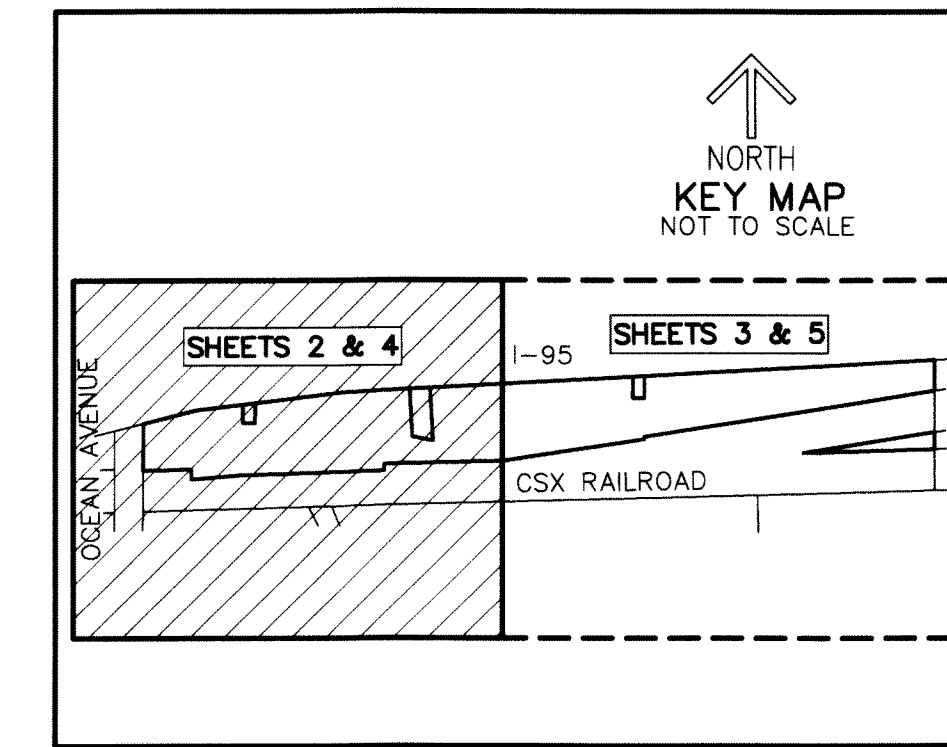 NORTH
KEY MAP
NOT TO SCALE
SHEETS 2 & 4
SHEETS 3 & 5
I-95
OCEAN AVENUE
CSX RAILROAD